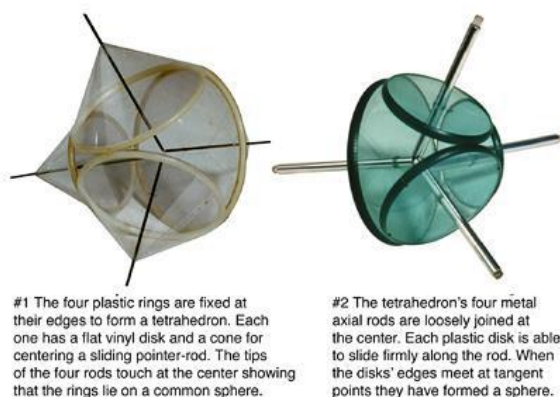 #1 The four plastic rings are fixed at
their edges to form a tetrahedron. Each
one has a flat vinyl disk and a cone for
centering a sliding pointer-rod. The tips
of the four rods touch at the center showing
that the rings lie on a common sphere.
#2 The tetrahedron's four metal
axial rods are loosely joined at
the center. Each plastic disk is able
to slide firmly along the rod. When
the disks' edges meet at tangent
points they have formed a sphere.